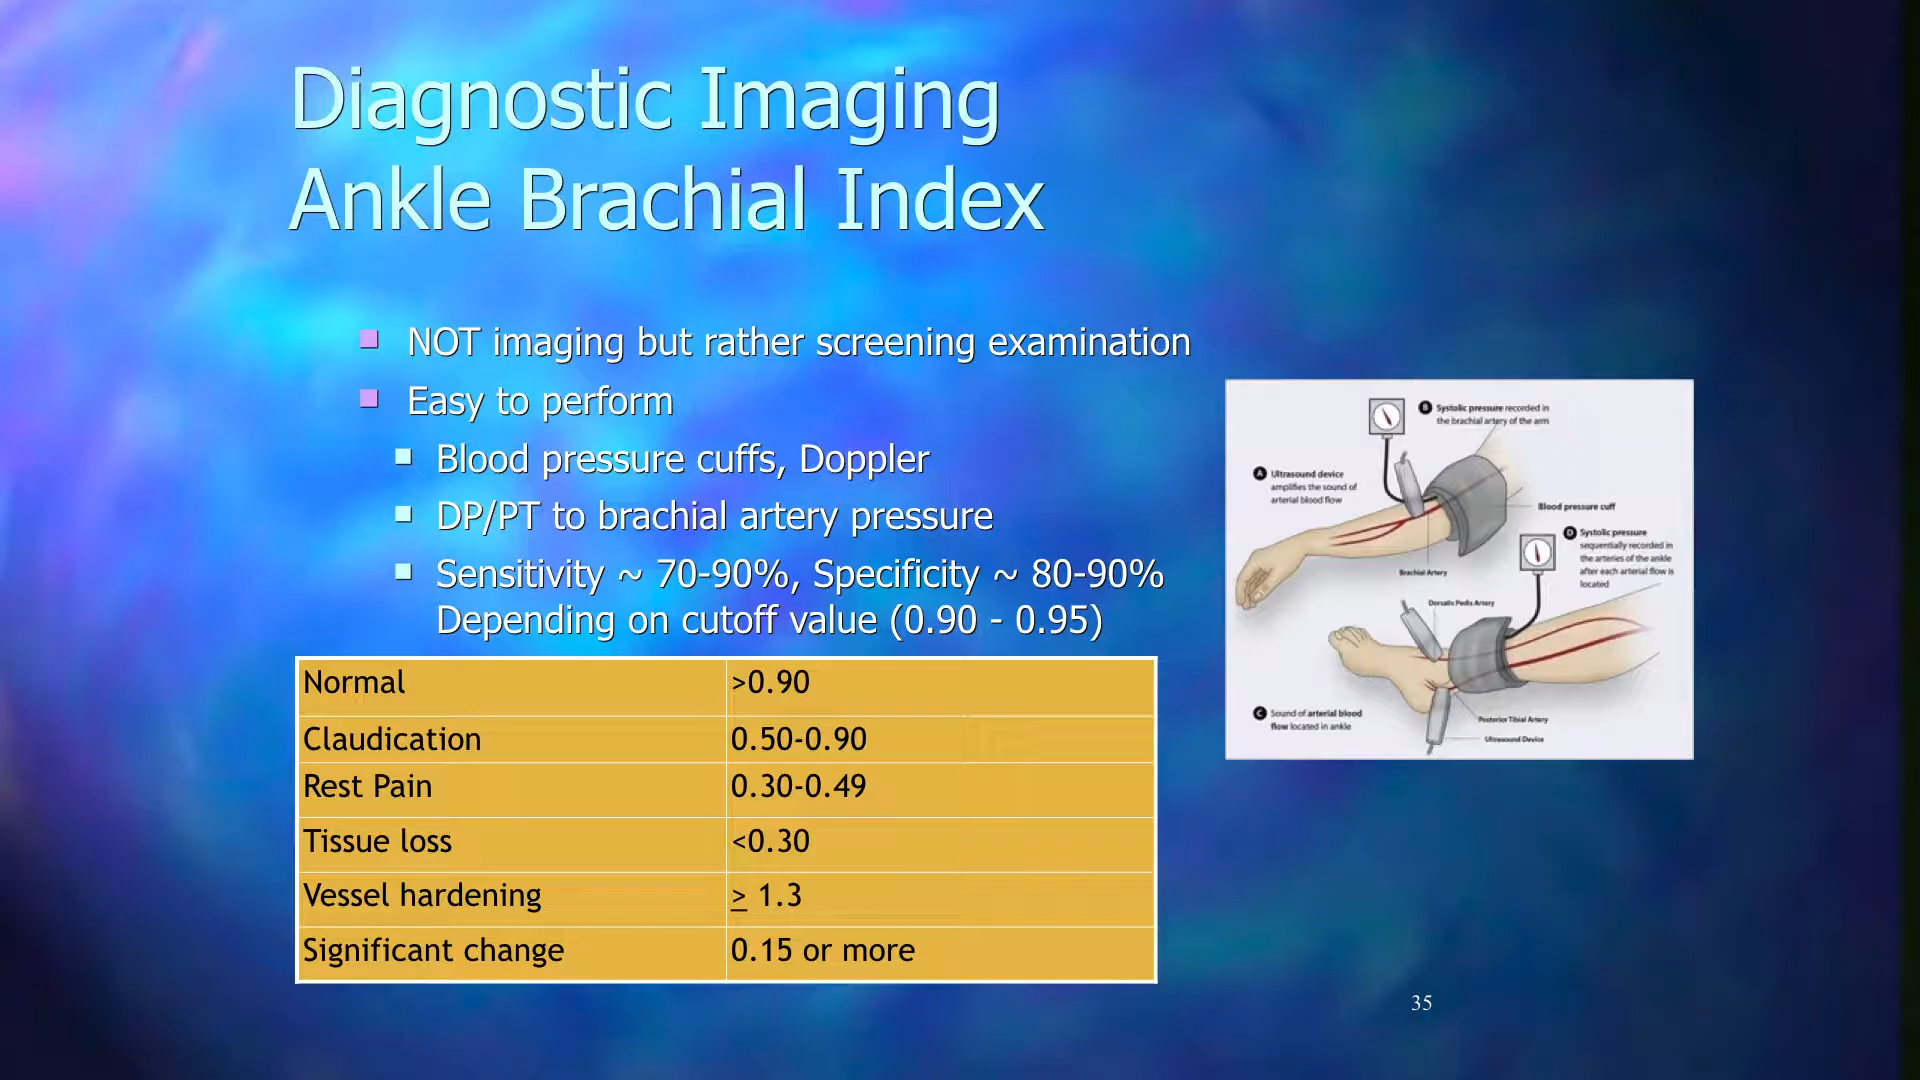 Diagnostic Imaging
Ankle Brachial Index
NOT imaging but rather screening examination
Easy to perform
Blood pressure cuffs, Doppler
DP/PT to brachial artery pressure
Sensitivity ~ 70-90%, Specificity ~ 80-90%
Depending on cutoff value (0.90 - 0.95)
Normal >0.90
Claudication 0.50-0.90
Rest Pain 0.30-0.49
Tissue loss <0.30
Vessel hardening ≥ 1.3
Significant change 0.15 or more
B Systolic pressure recorded in
the brachial artery of the arm
A Ultrasound device
amplifies the sound of
arterial blood flow
Blood pressure cuff
D Systolic pressure
sequentially recorded in
the arteries of the ankle
after each arterial flow is
located
Brachial Artery
Dorsalis Pedis Artery
C Sound of arterial blood
flow located in ankle
Posterior Tibial Artery
Ultrasound Device
35